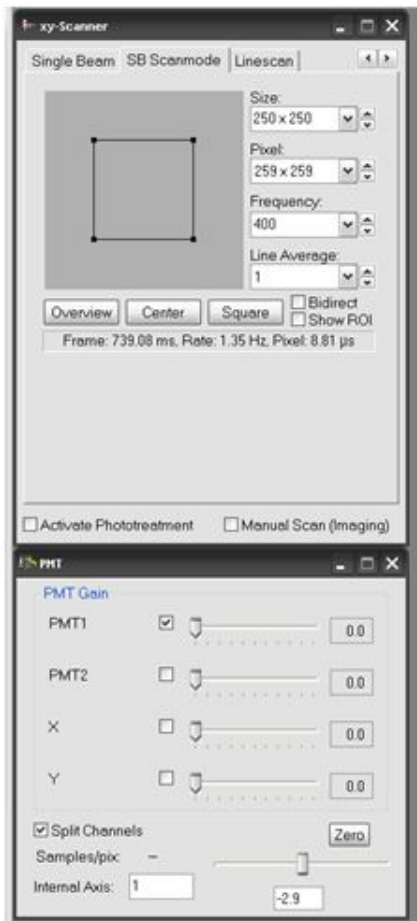 xy-Scanner
Single Beam SB Scanmode Linescan
Size:
250 x 250
Pixel:
259 x 259
Frequency:
400
Line Average:
1
Overview Center Square Bidirect
Show ROI
Frame: 739.08 ms, Rate: 1.35 Hz, Pixel: 8.81 µs
Activate Phototreatment Manual Scan (Imaging)
PMT
PMT Gain
PMT1 0.0
PMT2 0.0
X 0.0
Y 0.0
Split Channels Zero
Samples/pix: –
Internal Axis: 1
-2.9